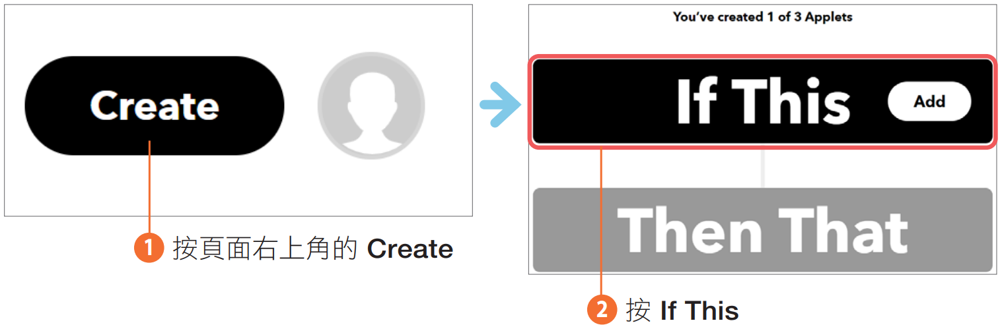 Create
1 按頁面右上角的 Create
You've created 1 of 3 Applets
If This
Add
Then That
2 按 If This